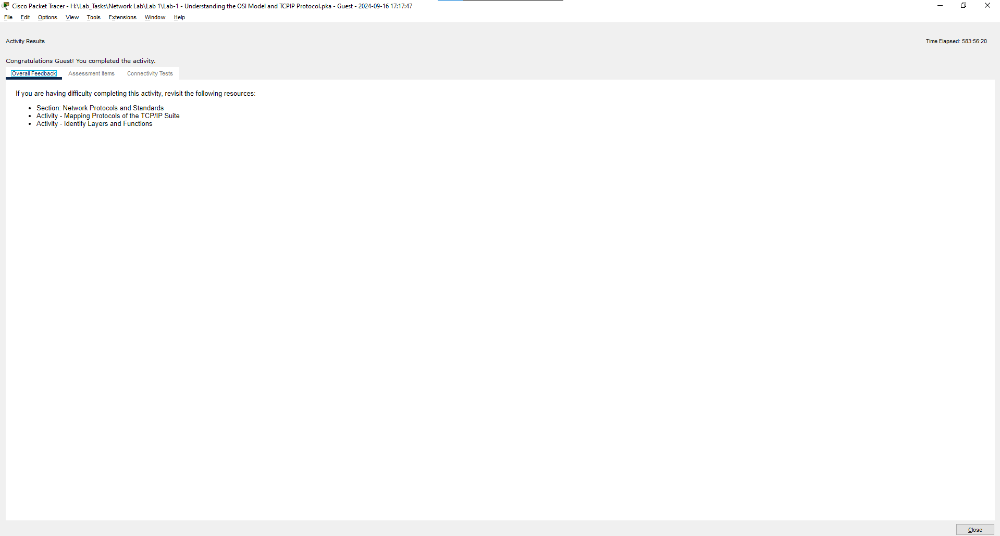 Cisco Packet Tracer - H:\Lab_Tasks\Network Lab\Lab 1\Lab-1 - Understanding the OSI Model and TCPIP Protocol.pka - Guest - 2024-09-16 17:17:47
File Edit Options View Tools Extensions Window Help
Activity Results Time Elapsed: 583:56:20
Congratulations Guest! You completed the activity.
Overall Feedback Assessment Items Connectivity Tests
If you are having difficulty completing this activity, revisit the following resources:
• Section: Network Protocols and Standards
• Activity - Mapping Protocols of the TCP/IP Suite
• Activity - Identify Layers and Functions
Close